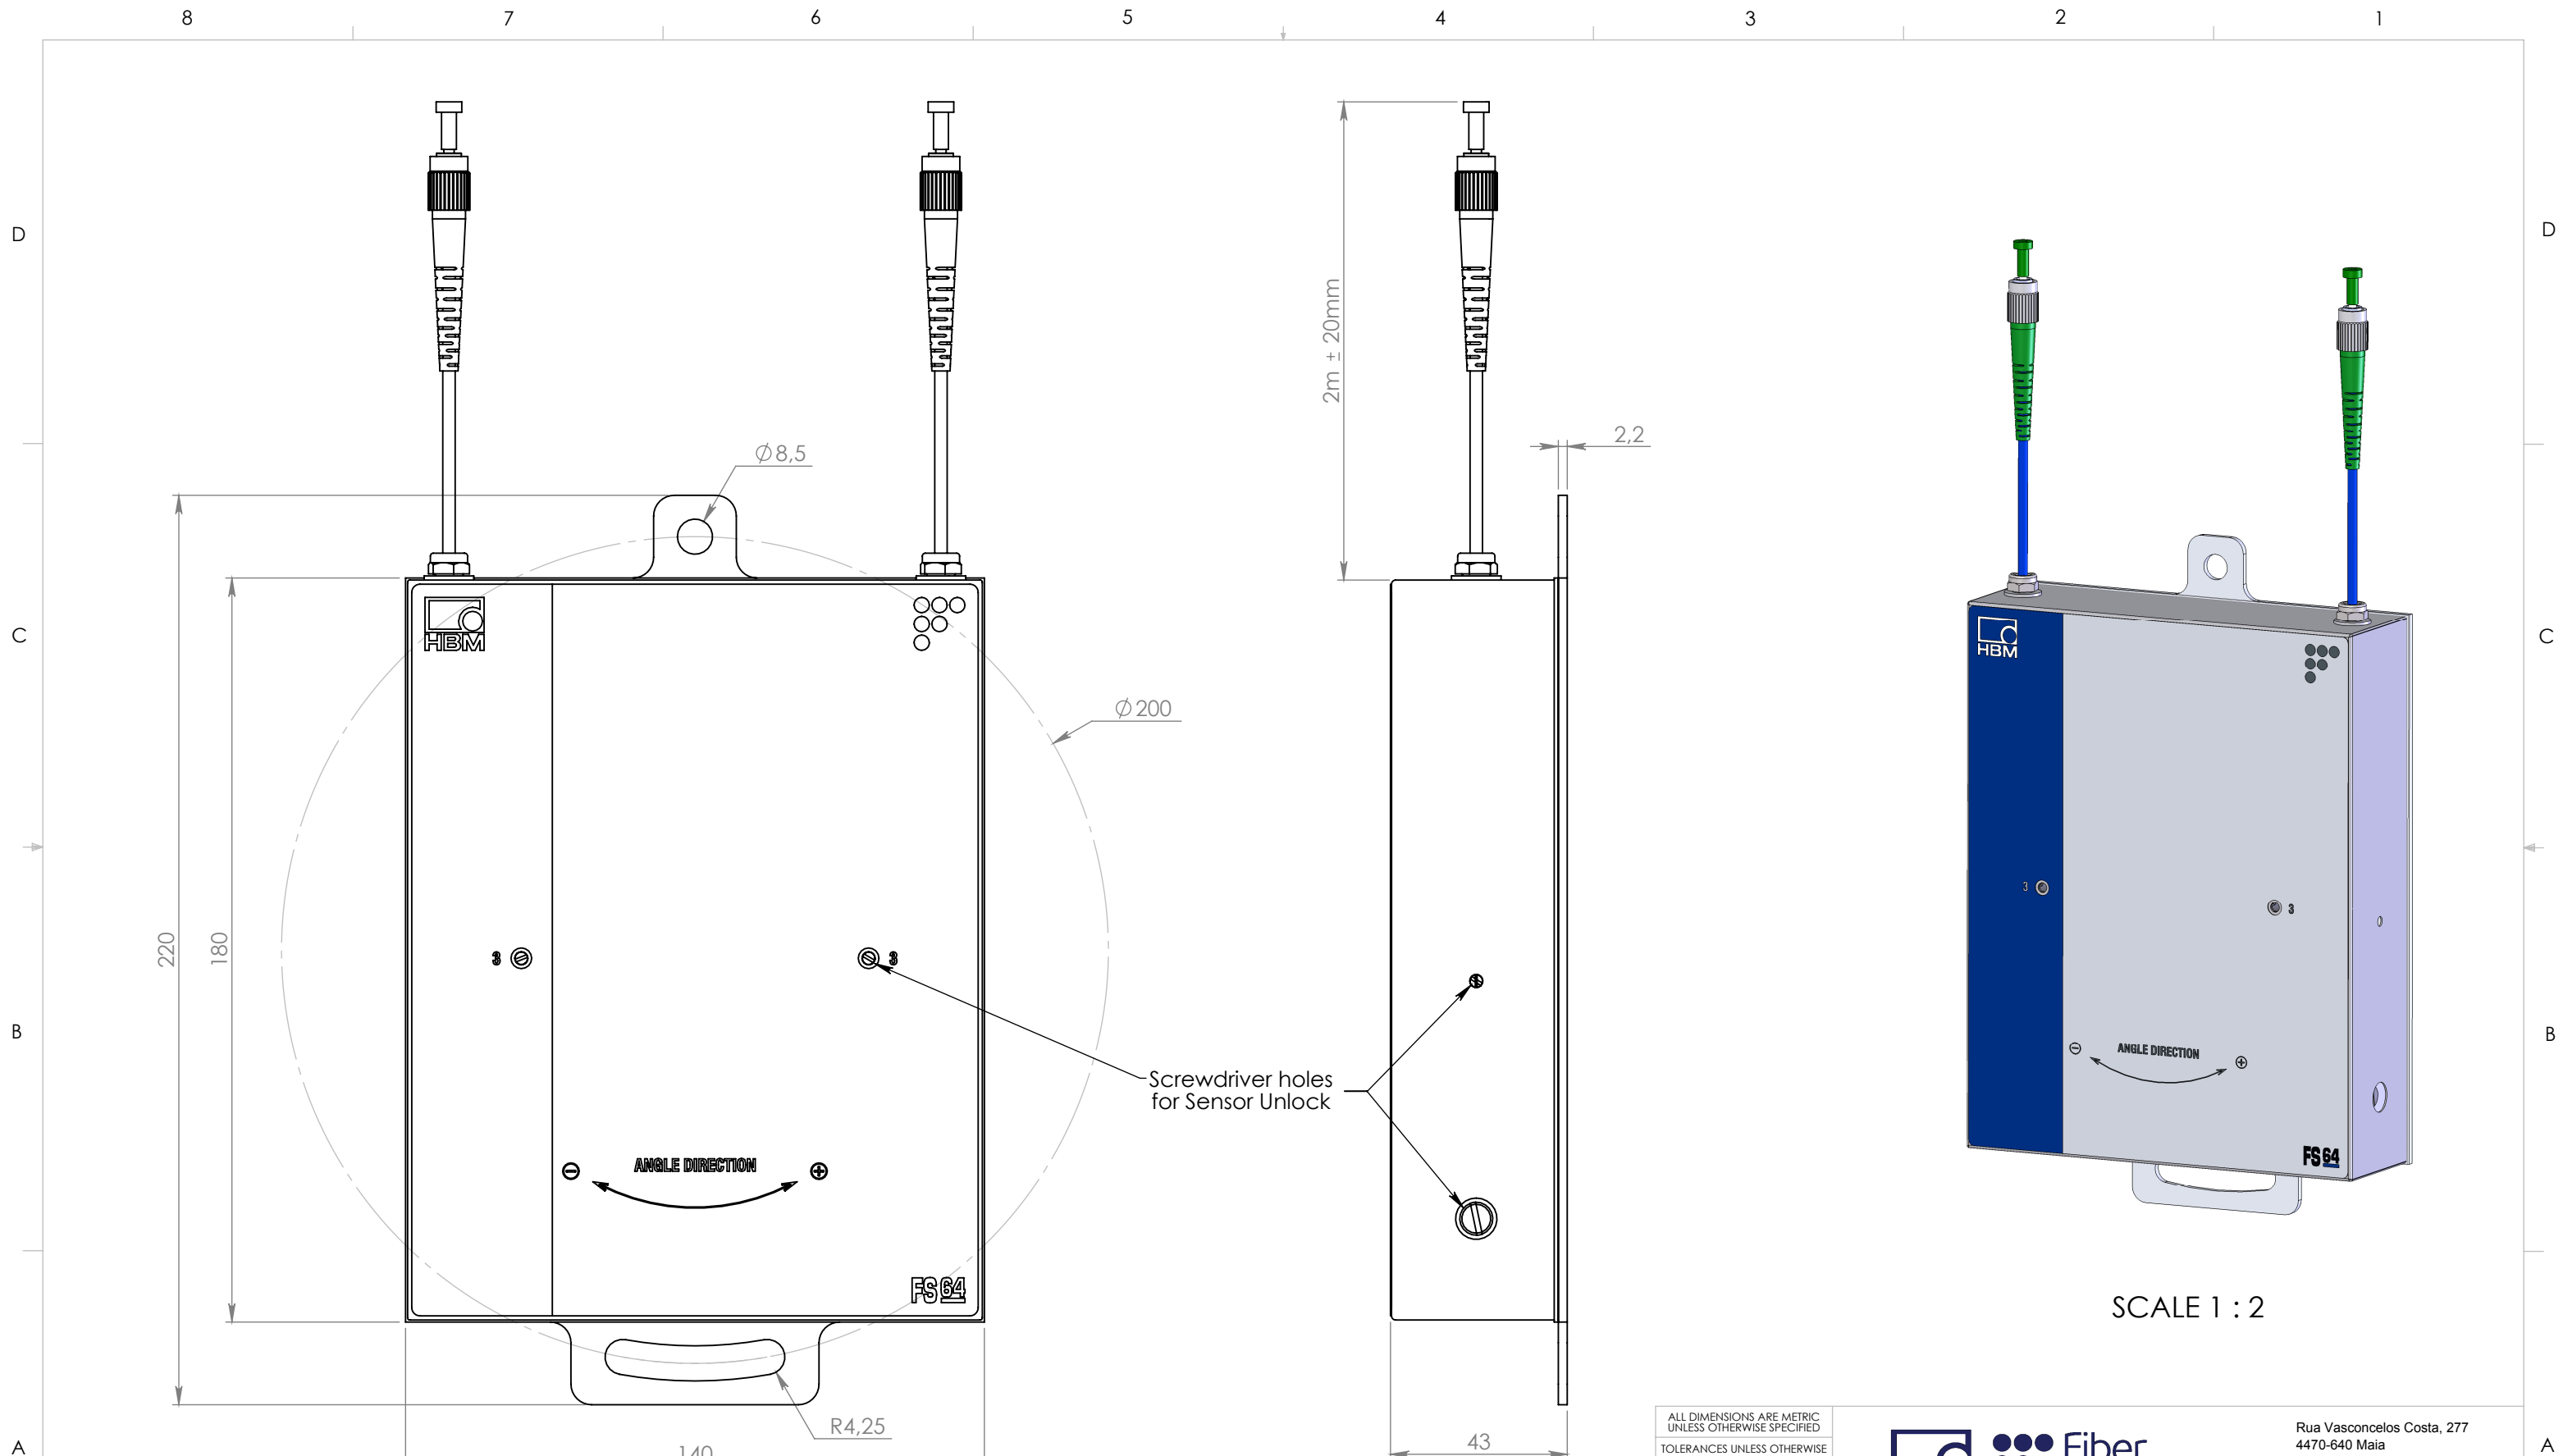 8 7 6 5 4 3 2 1
D
D
2m ± 20mm
2,2
Ø8,5
HBM
HBM
C
C
Ø200
220
180
3
3
3
3
B
B
Screwdriver holes
for Sensor Unlock
ANGLE DIRECTION
ANGLE DIRECTION
FS64
FS64
SCALE 1 : 2
R4,25
140
43
ALL DIMENSIONS ARE METRIC
UNLESS OTHERWISE SPECIFIED
TOLERANCES UNLESS OTHERWISE
Fiber
Rua Vasconcelos Costa, 277
4470-640 Maia
A
A